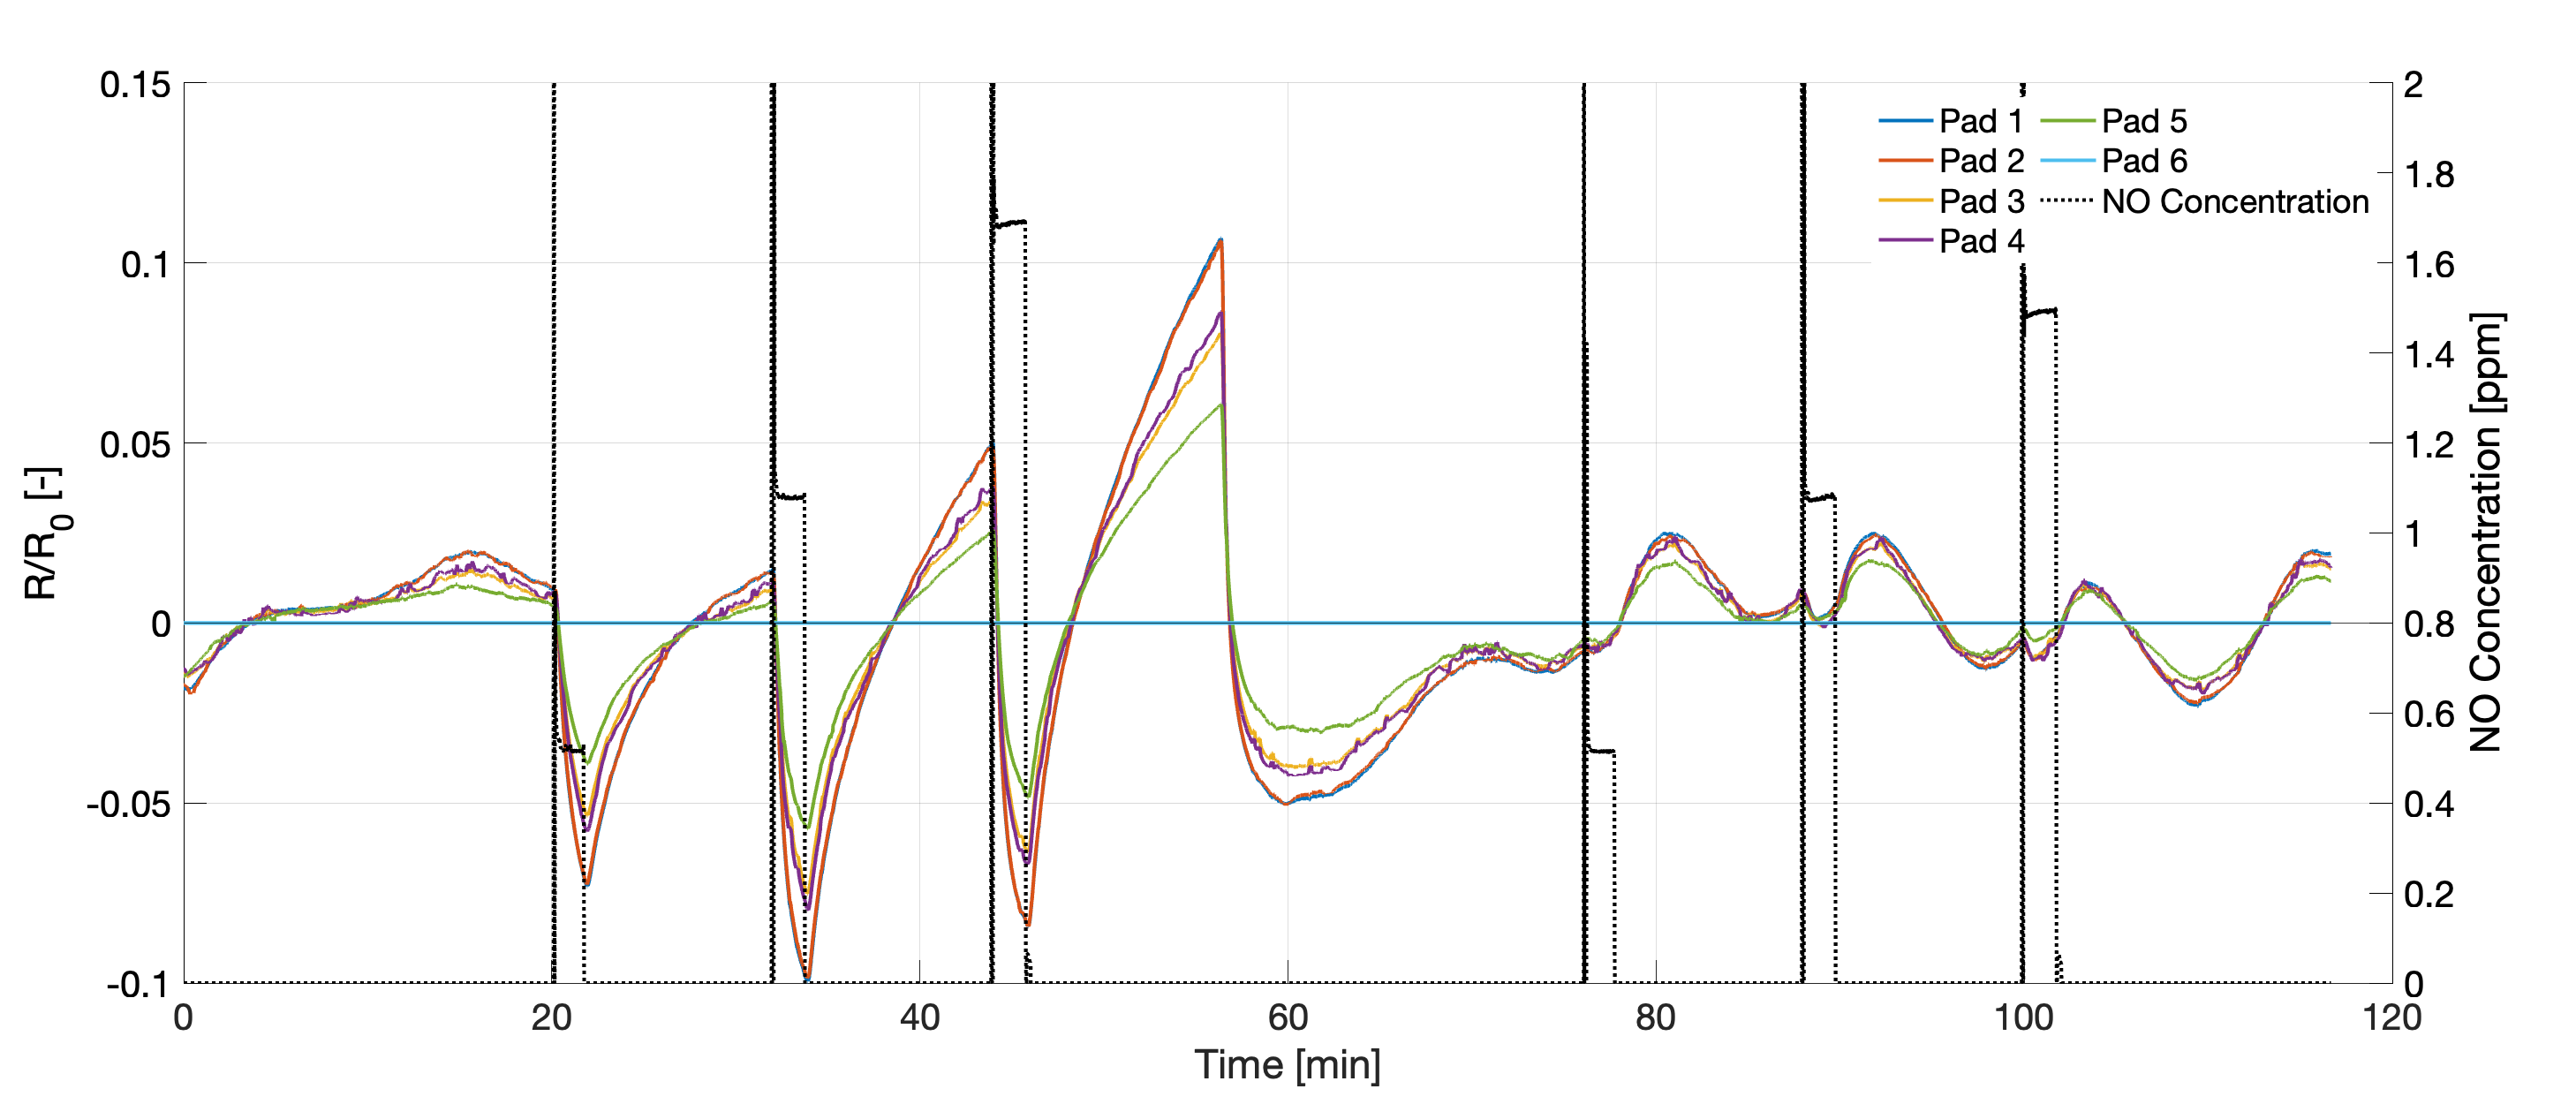 0.15
0.1
0.05
0
-0.05
-0.1
R/R0 [-]
2
1.8
1.6
1.4
1.2
1
0.8
0.6
0.4
0.2
0
NO Concentration [ppm]
Pad 1
Pad 2
Pad 3
Pad 4
Pad 5
Pad 6
NO Concentration
0 20 40 60 80 100 120
Time [min]